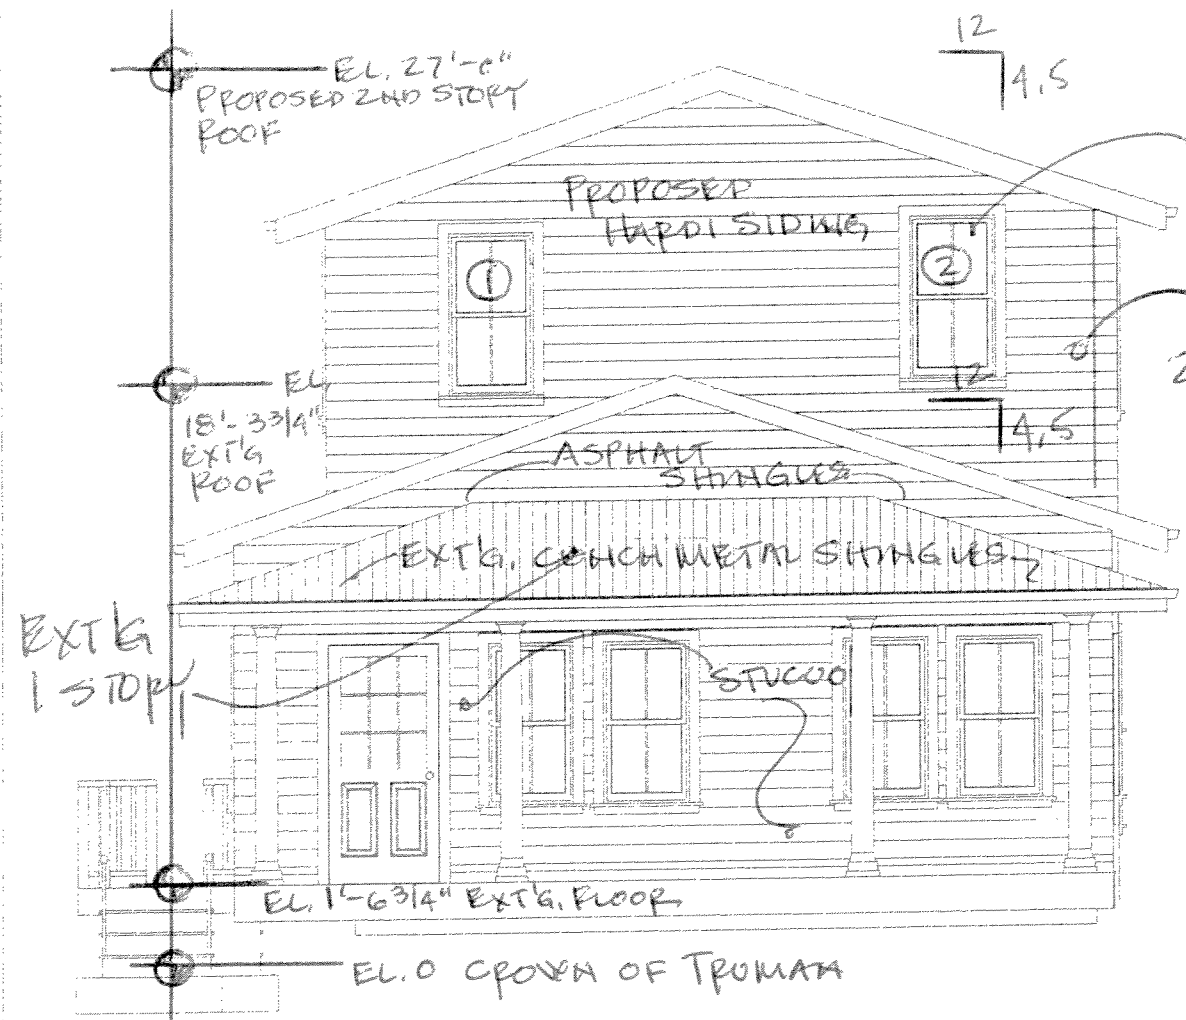 12
4.5
EL. 27'-6"
PROPOSED 2ND STORY
ROOF
PROPOSED
HARDI SIDING
1
2
12
4.5
EL.
18'-3 3/4"
EXT'G
ROOF
2
ASPHALT
SHINGLES
EXT'G. CONCH METAL SHINGLES
EXT'G
1 STORY
STUCCO
EL. 1'-6 3/4" EXT'G. FLOOR
EL. 0 CROWN OF TRUMAN